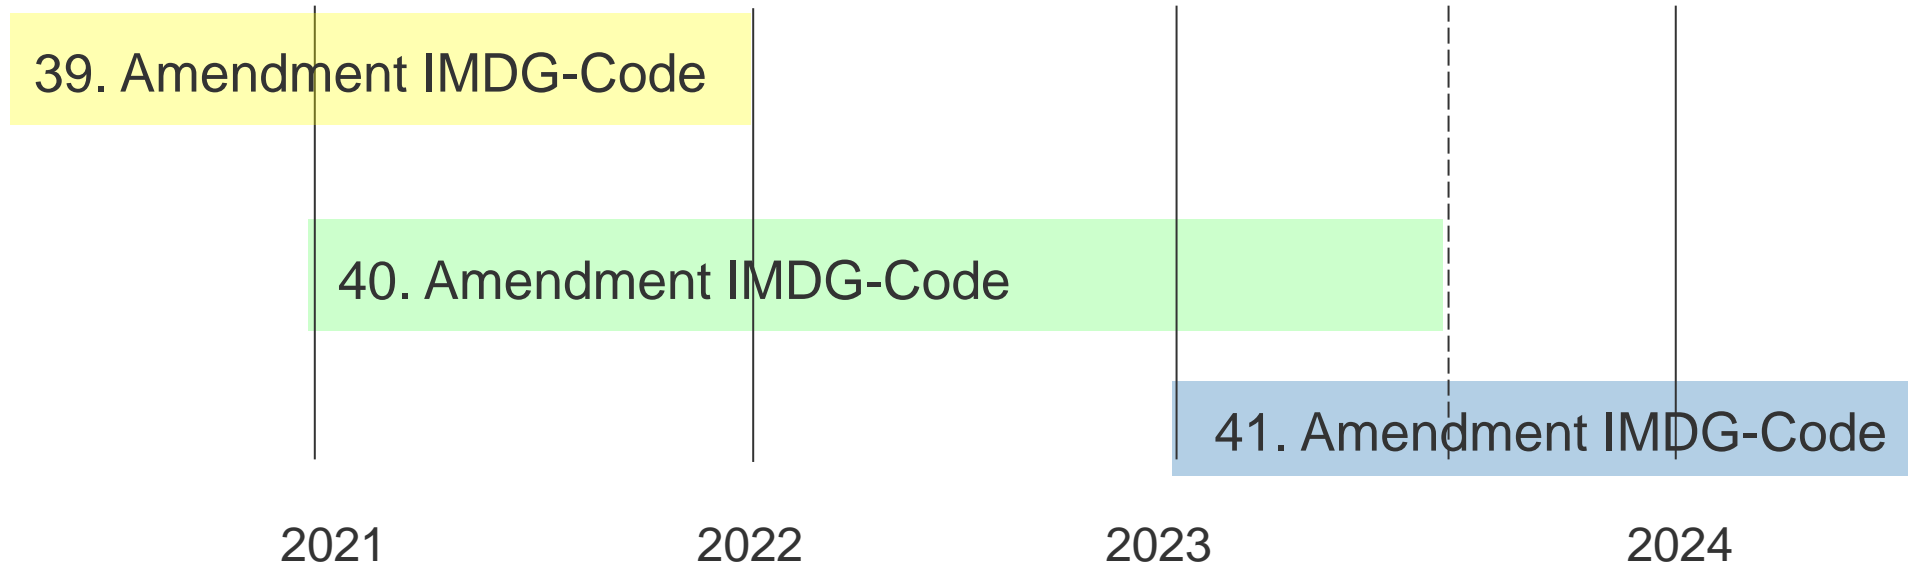 39. Amendment IMDG-Code
40. Amendment IMDG-Code
41. Amendment IMDG-Code
2021 2022 2023 2024